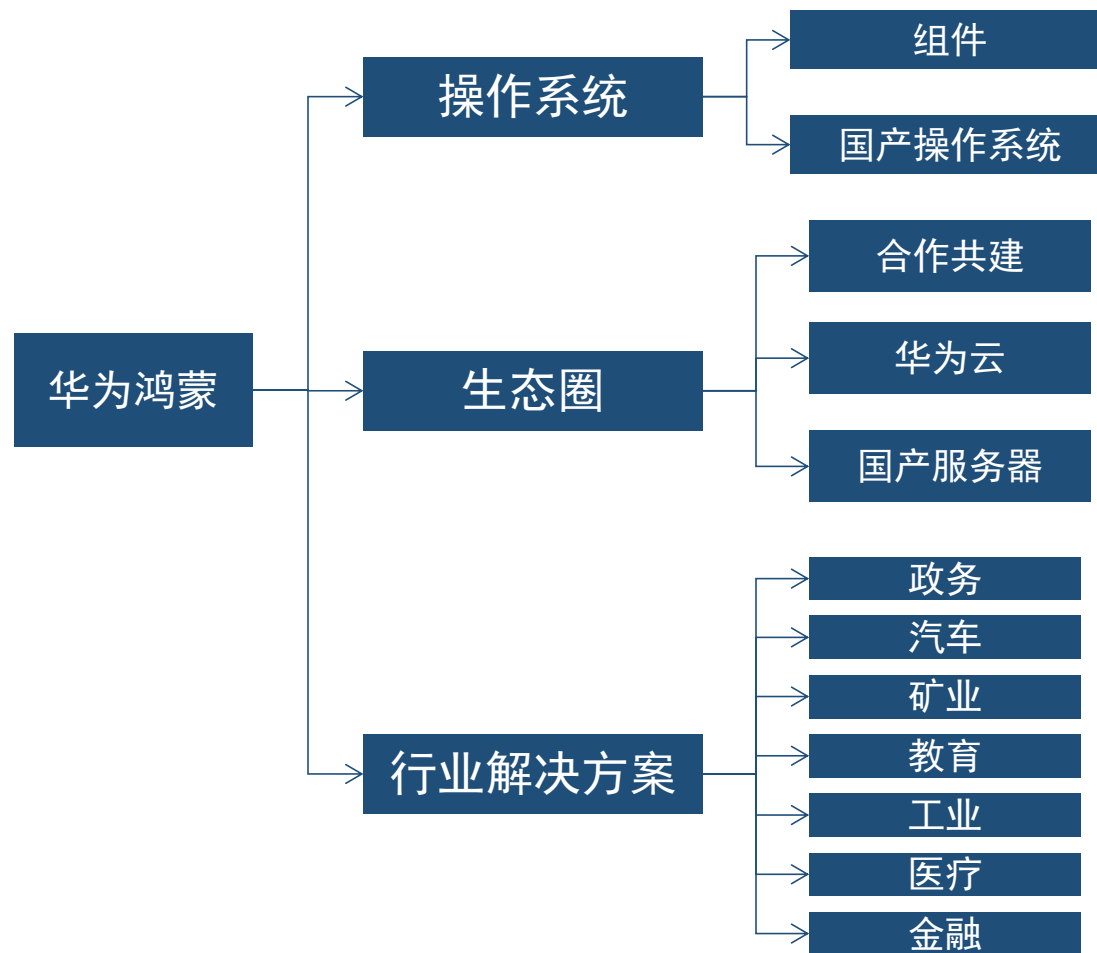 华为鸿蒙
操作系统
组件
国产操作系统
生态圈
合作共建
华为云
国产服务器
行业解决方案
政务
汽车
矿业
教育
工业
医疗
金融